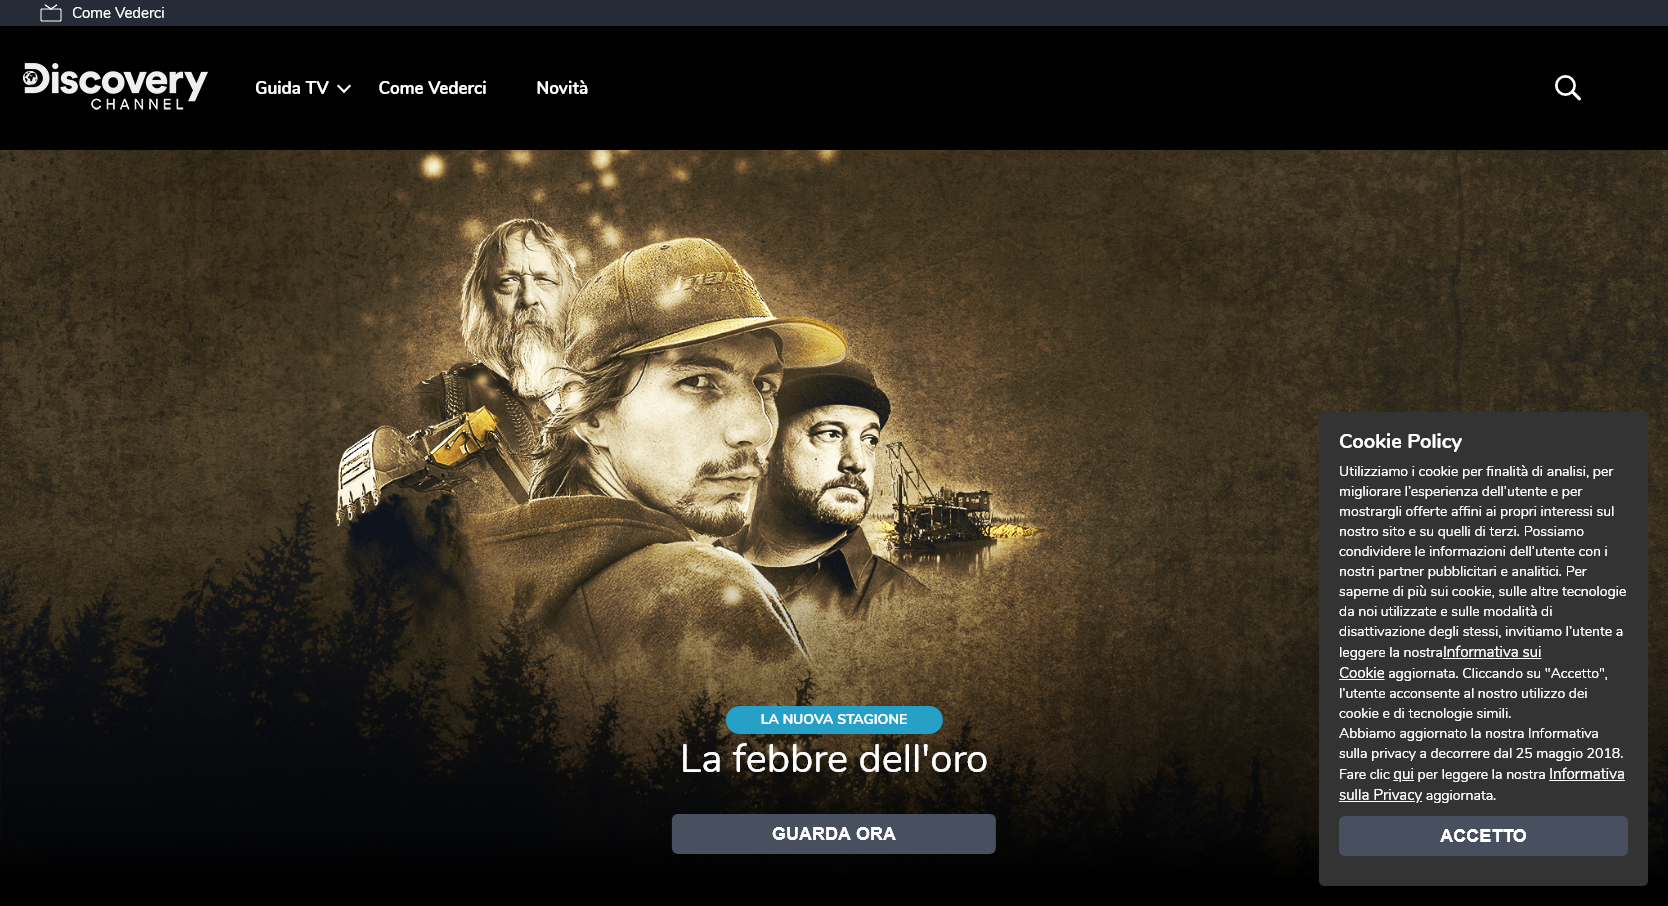 Come Vederci
Discovery
CHANNEL
Guida TV
Come Vederci
Novità
LA NUOVA STAGIONE
La febbre dell'oro
GUARDA ORA
Cookie Policy
Utilizziamo i cookie per finalità di analisi, per
migliorare l'esperienza dell'utente e per
mostrargli offerte affini ai propri interessi sul
nostro sito e su quelli di terzi. Possiamo
condividere le informazioni dell'utente con i
nostri partner pubblicitari e analitici. Per
saperne di più sui cookie, sulle altre tecnologie
da noi utilizzate e sulle modalità di
disattivazione degli stessi, invitiamo l'utente a
leggere la nostraInformativa sui
Cookie aggiornata. Cliccando su "Accetto",
l'utente acconsente al nostro utilizzo dei
cookie e di tecnologie simili.
Abbiamo aggiornato la nostra Informativa
sulla privacy a decorrere dal 25 maggio 2018.
Fare clic qui per leggere la nostra Informativa
sulla Privacy aggiornata.
ACCETTO